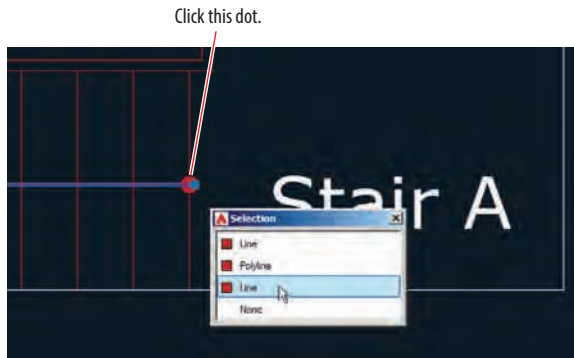 Click this dot.
Stair A
Selection
Line
Polyline
Line
None